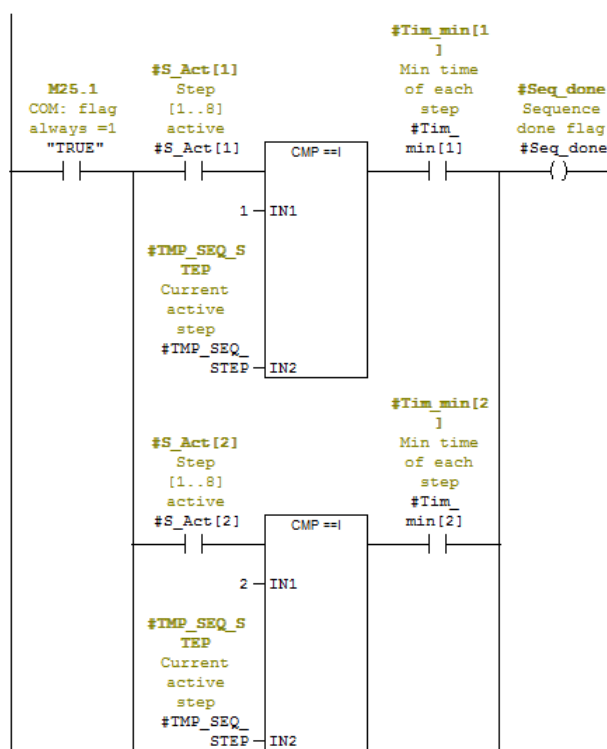 #Tim_min[1
]
Min time
of each
step
#Tim_
min[1]
#S_Act[1]
Step
[1..8]
active
#S_Act[1]
M25.1
COM: flag
always =1
"TRUE"
#Seq_done
Sequence
done flag
#Seq_done
CMP ==I
1
IN1
#TMP_SEQ_S
TEP
Current
active
step
#TMP_SEQ_
STEP
IN2
#Tim_min[2
]
Min time
of each
step
#Tim_
min[2]
#S_Act[2]
Step
[1..8]
active
#S_Act[2]
CMP ==I
2
IN1
#TMP_SEQ_S
TEP
Current
active
step
#TMP_SEQ_
STEP
IN2